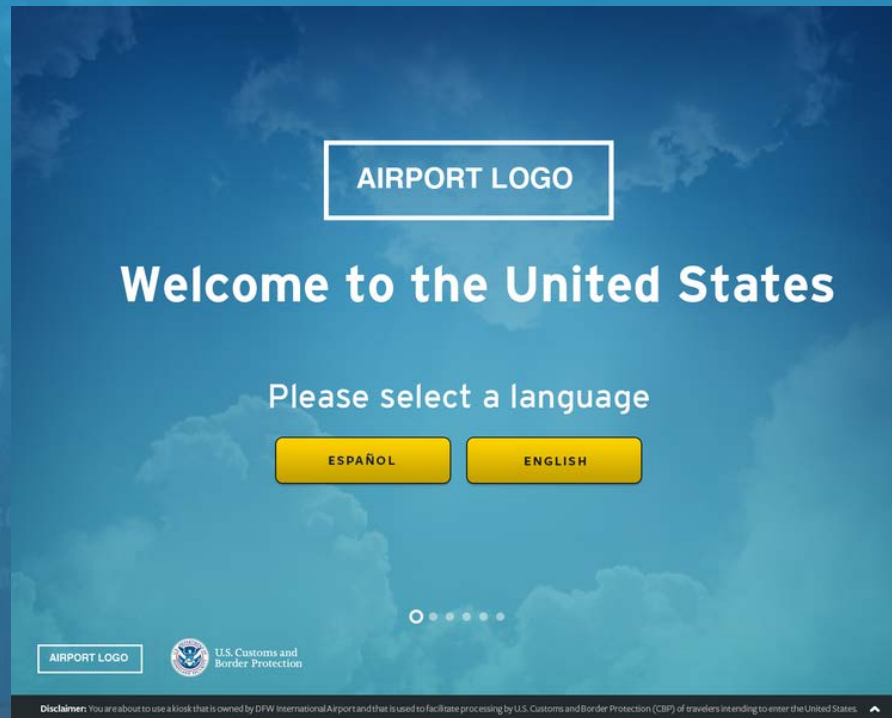 AIRPORT LOGO
Welcome to the United States
Please select a language
ESPAÑOL
ENGLISH
AIRPORT LOGO
U.S. Customs and
Border Protection
Disclaimer: You are about to use a kiosk that is owned by DFW International Airport and that is used to facilitate processing by U.S. Customs and Border Protection (CBP) of travelers intending to enter the United States.